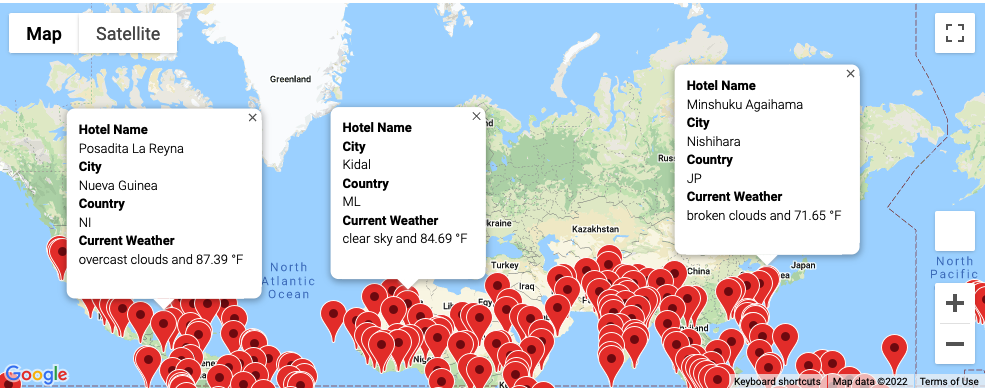 Map
Satellite
Greenland
Hotel Name
Minshuku Agaihama
City
Nishihara
Country
JP
Current Weather
broken clouds and 71.65 °F
Hotel Name
Posadita La Reyna
City
Nueva Guinea
Country
NI
Current Weather
overcast clouds and 87.39 °F
Hotel Name
City
Kidal
Country
ML
Current Weather
clear sky and 84.69 °F
Kazakhstan
North
Atlantic
Ocean
Turkey
Iraq
China
Japan
North
Pacific
Google
Keyboard shortcuts
Map data ©2022
Terms of Use